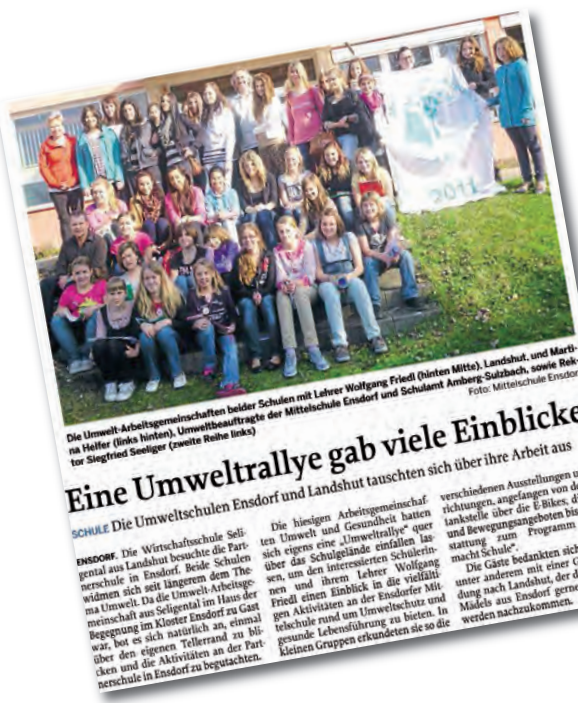 2011
Die Umwelt-Arbeitsgemeinschaften beider Schulen mit Lehrer Wolfgang Friedl (hinten Mitte), Landshut, und Marti-
na Helfer (links hinten), Umweltbeauftragte der Mittelschule Ensdorf und Schulamt Amberg-Sulzbach, sowie Rek-
tor Siegfried Seeliger (zweite Reihe links)
Foto: Mittelschule Ensdor
Eine Umweltrallye gab viele Einblicke
SCHULE Die Umweltschulen Ensdorf und Landshut tauschten sich über ihre Arbeit aus
ENSDORF. Die Wirtschaftsschule Seli-
gental aus Landshut besuchte die Part-
nerschule in Ensdorf. Beide Schulen
widmen sich seit längerem dem The-
ma Umwelt. Da die Umwelt-Arbeitsge-
meinschaft aus Seligental im Haus der
Begegnung im Kloster Ensdorf zu Gast
war, bot es sich natürlich an, einmal
über den eigenen Tellerrand zu bli-
cken und die Aktivitäten an der Part-
nerschule in Ensdorf zu begutachten.
Die hiesigen Arbeitsgemeinschaf-
ten Umwelt und Gesundheit hatten
sich eigens eine „Umweltrallye“ quer
über das Schulgelände einfallen las-
sen, um den interessierten Schülerin-
nen und ihrem Lehrer Wolfgang
Friedl einen Einblick in die vielfälti-
gen Aktivitäten an der Ensdorfer Mit-
telschule rund um Umweltschutz und
gesunde Lebensführung zu bieten. In
kleinen Gruppen erkundeten sie so die
verschiedenen Ausstellungen u
richtungen, angefangen von de
tankstelle über die E-Bikes, d
und Bewegungsangeboten bis
stattung zum Programm
macht Schule“.
Die Gäste bedankten sich
unter anderem mit einer G
dung nach Landshut, der d
Mädels aus Ensdorf gerne
werden nachzukommen.